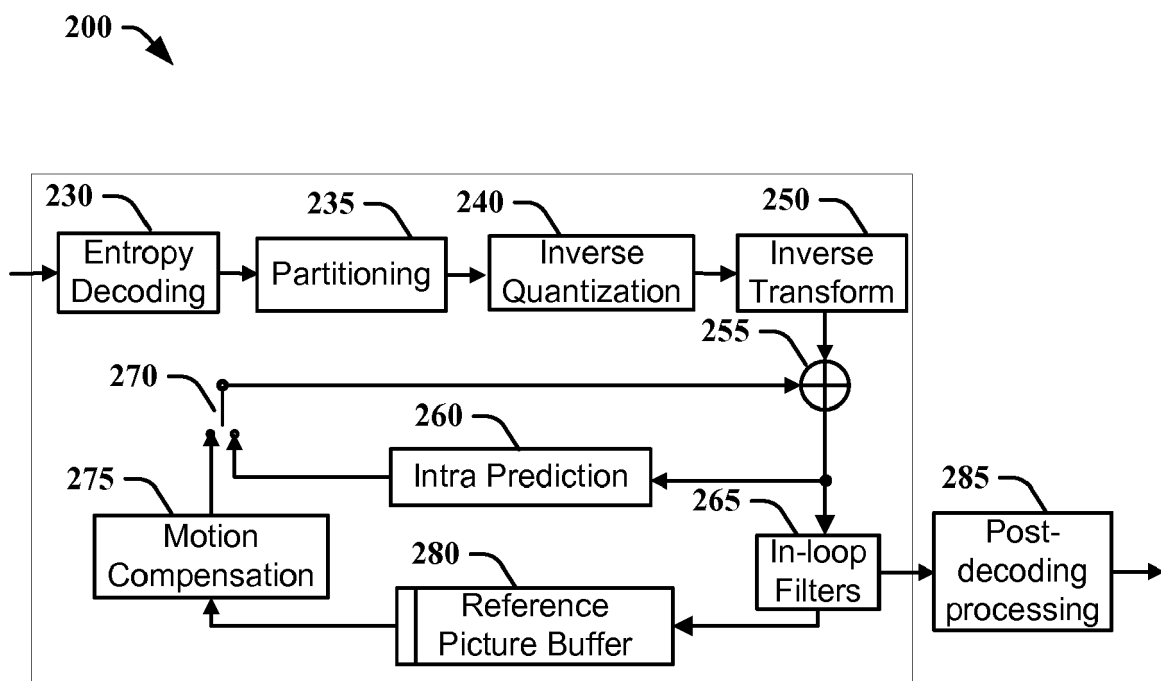 200
230
235
240
250
Entropy
Decoding
Partitioning
Inverse
Quantization
Inverse
Transform
255
270
260
Intra Prediction
275
Motion
Compensation
265
In-loop
Filters
285
Post-
decoding
processing
280
Reference
Picture Buffer